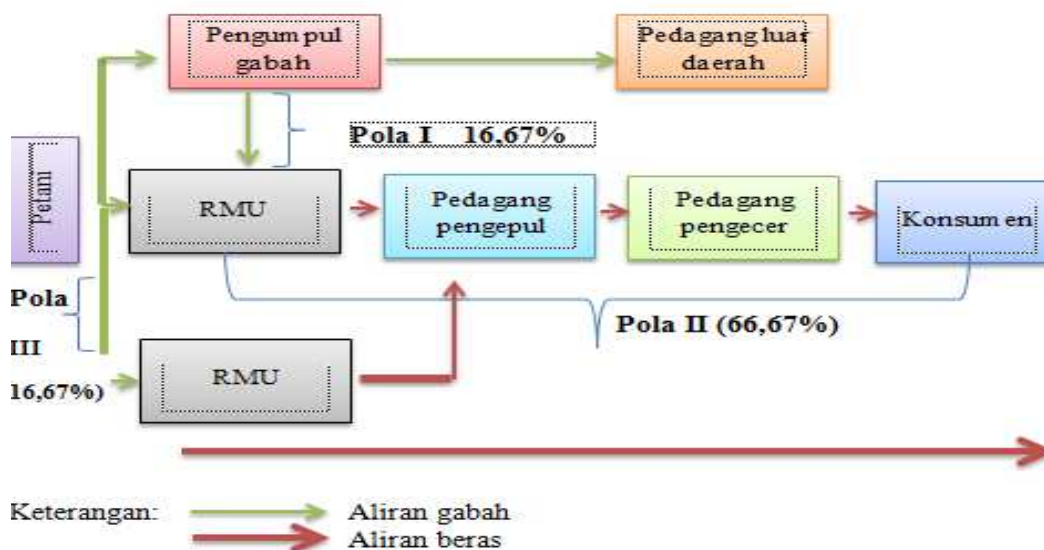 Pengumpul
gabah
Pedagang luar
daerah
Pola I 16,67%
Petani
RMU
Pedagang
pengepul
Pedagang
pengecer
Konsumen
Pola
III
16,67%)
Pola II (66,67%)
RMU
Keterangan:
Aliran gabah
Aliran beras